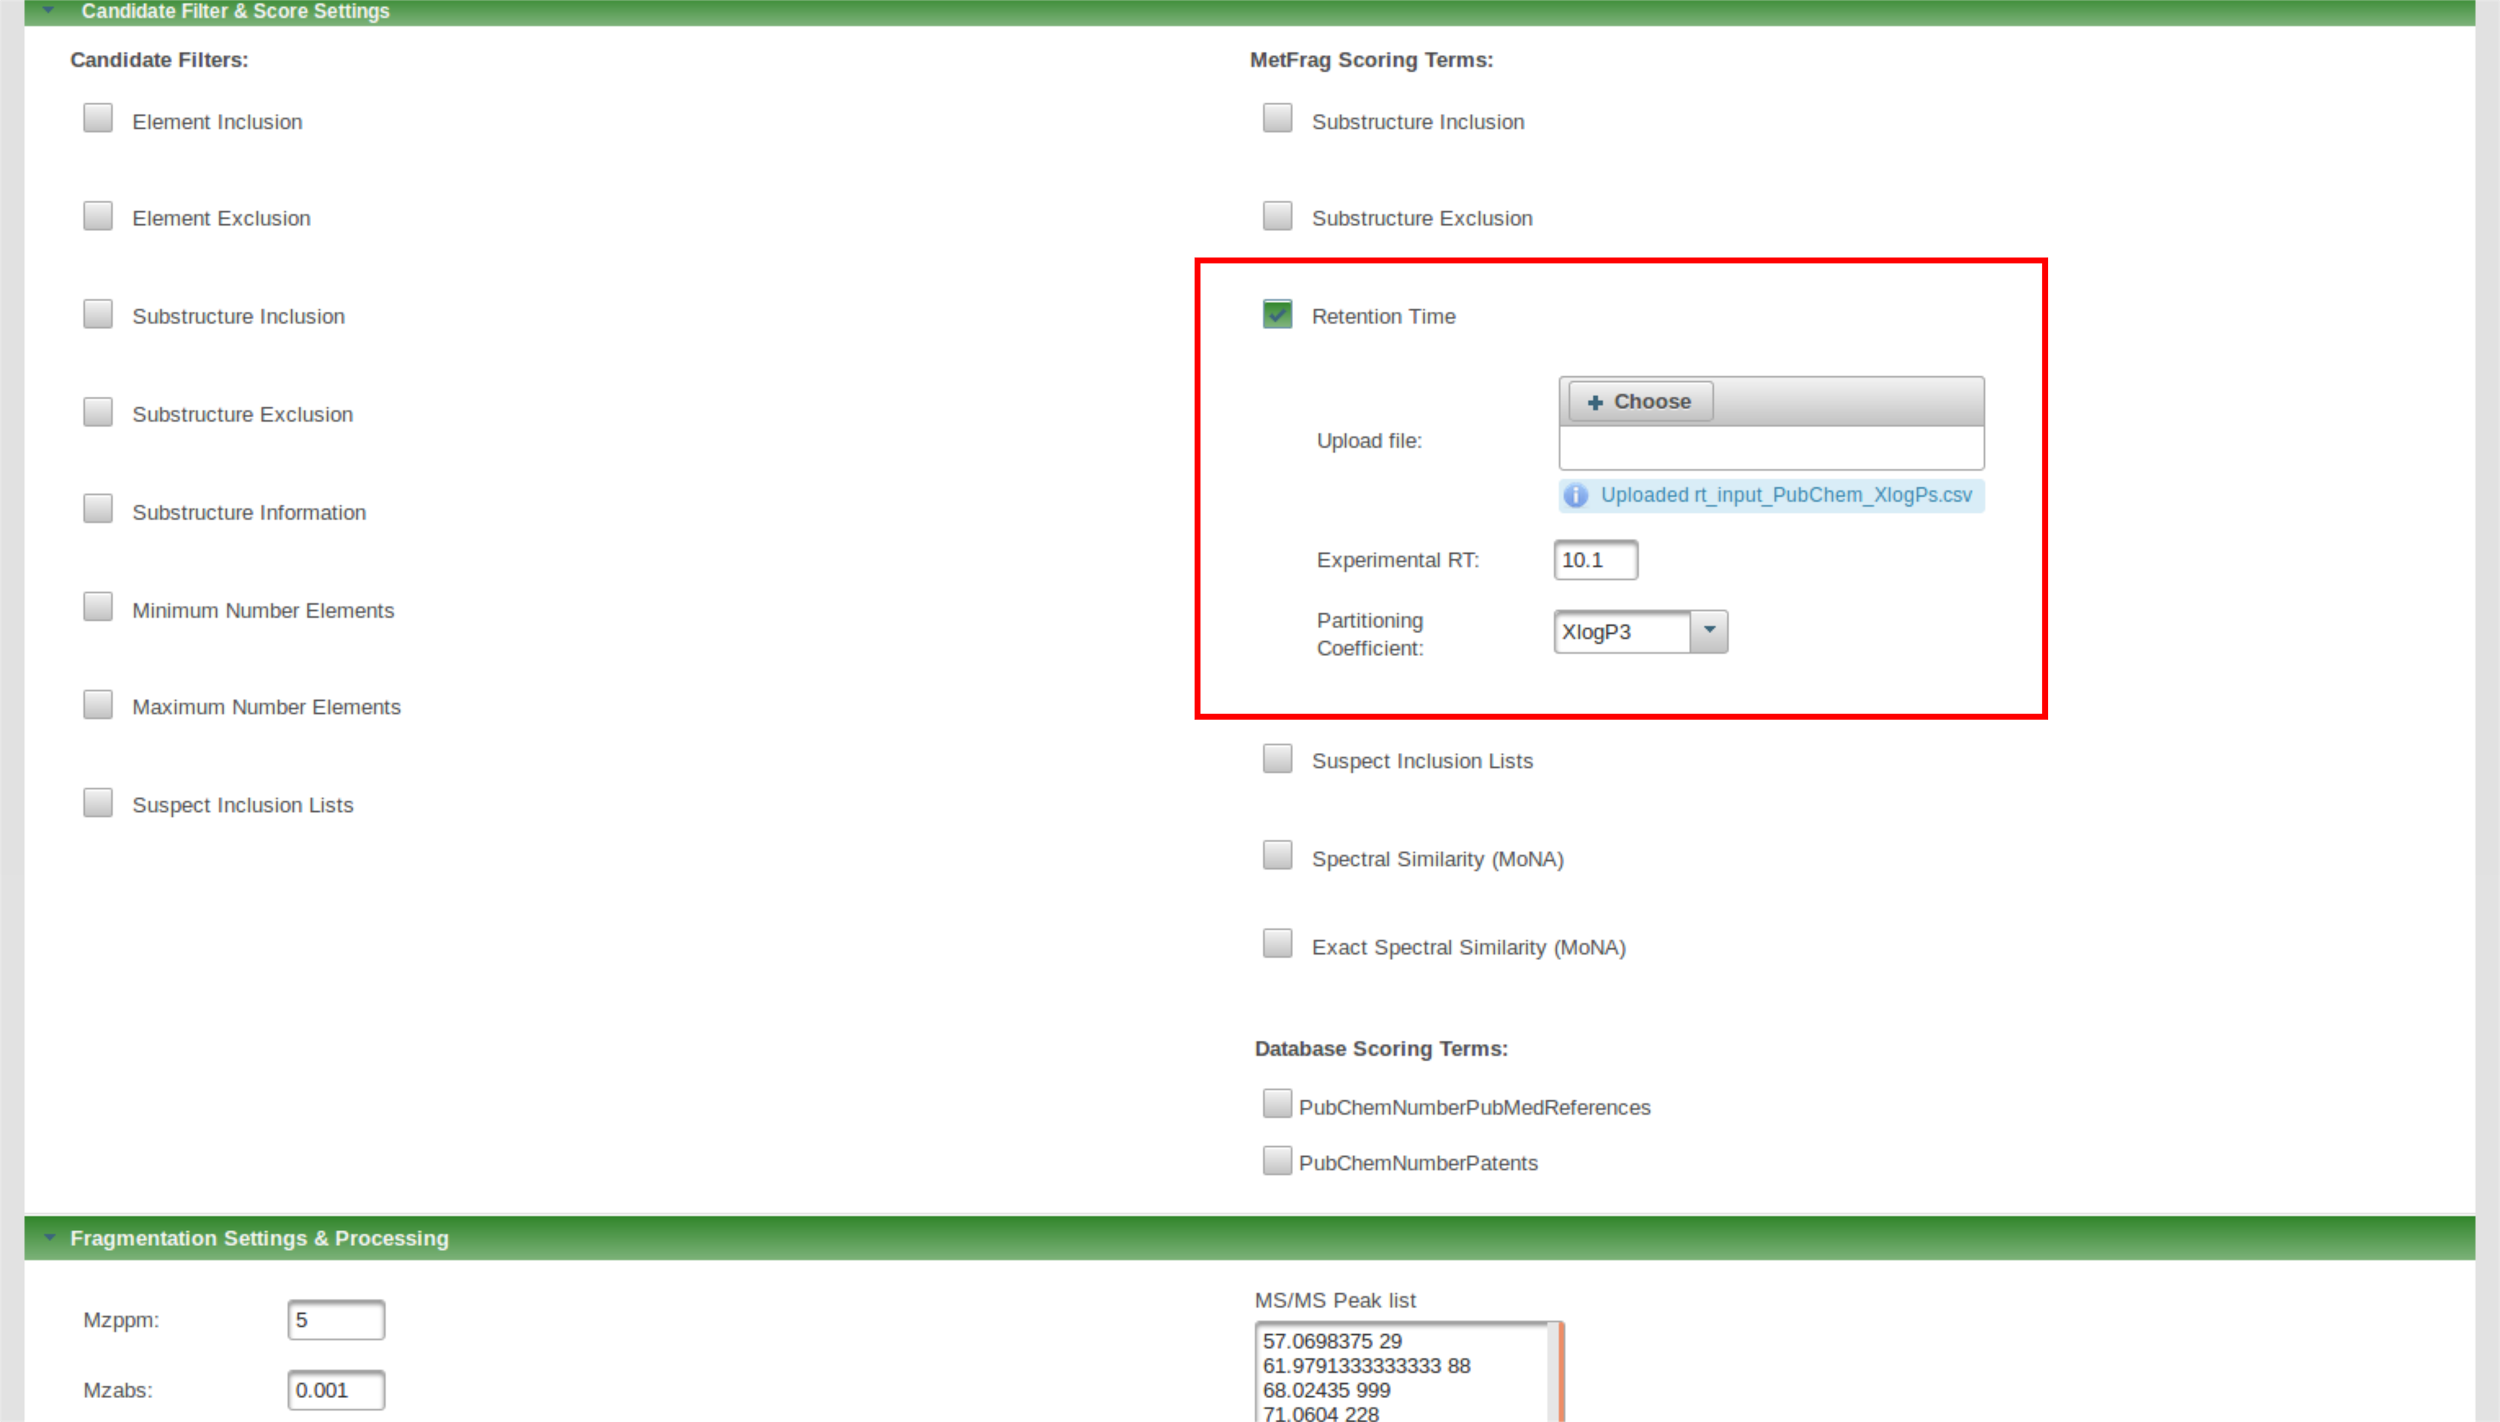 Candidate Filter & Score Settings
Candidate Filters:
Element Inclusion
Element Exclusion
Substructure Inclusion
Substructure Exclusion
Substructure Information
Minimum Number Elements
Maximum Number Elements
Suspect Inclusion Lists
MetFrag Scoring Terms:
Substructure Inclusion
Substructure Exclusion
Retention Time
Upload file:
Choose
Uploaded rt_input_PubChem_XlogPs.csv
Experimental RT:
10.1
Partitioning
Coefficient:
XlogP3
Suspect Inclusion Lists
Spectral Similarity (MoNA)
Exact Spectral Similarity (MoNA)
Database Scoring Terms:
PubChemNumberPubMedReferences
PubChemNumberPatents
Fragmentation Settings & Processing
Mzppm:
5
Mzabs:
0.001
MS/MS Peak list
57.0698375 29
61.9791333333333 88
68.02435 999
71.0604 228